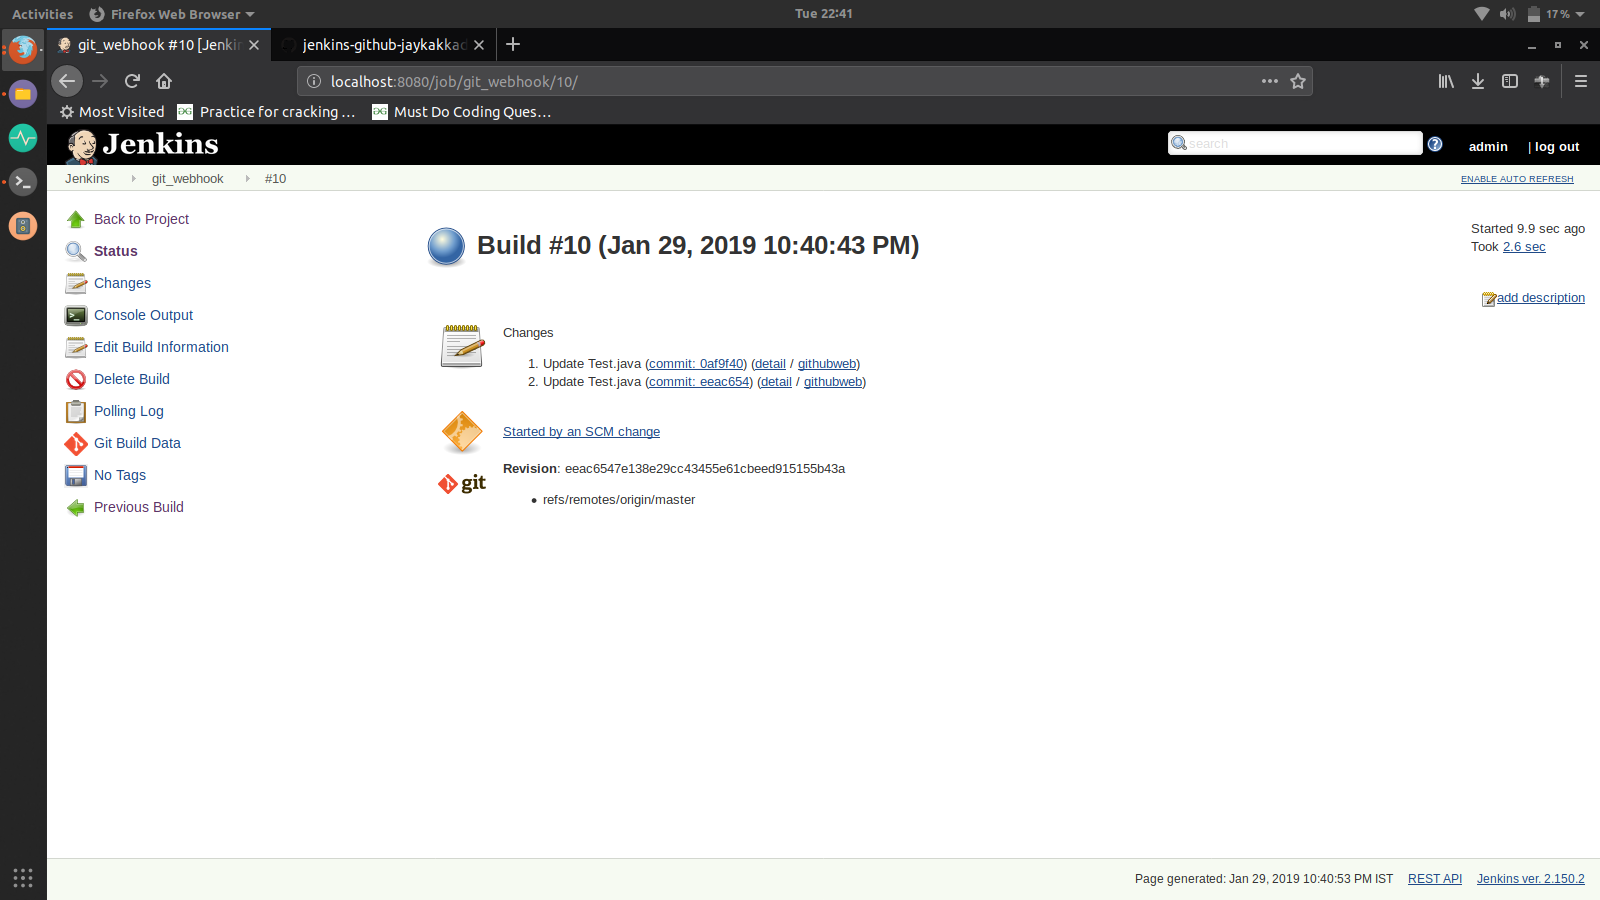 Activities Firefox Web Browser Tue 22:41 17%
git_webhook #10 [Jenki jenkins-github-jaykakkad
localhost:8080/job/git_webhook/10/
Most Visited Practice for cracking … Must Do Coding Ques…
Jenkins search admin | log out
Jenkins git_webhook #10 ENABLE AUTO REFRESH
Back to Project
Status
Changes
Console Output
Edit Build Information
Delete Build
Polling Log
Git Build Data
No Tags
Previous Build
Build #10 (Jan 29, 2019 10:40:43 PM)
Started 9.9 sec ago
Took 2.6 sec
add description
Changes
1. Update Test.java (commit: 0af9f40) (detail / githubweb)
2. Update Test.java (commit: eeac654) (detail / githubweb)
Started by an SCM change
git
Revision: eeac6547e138e29cc43455e61cbeed915155b43a
• refs/remotes/origin/master
Page generated: Jan 29, 2019 10:40:53 PM IST REST API Jenkins ver. 2.150.2